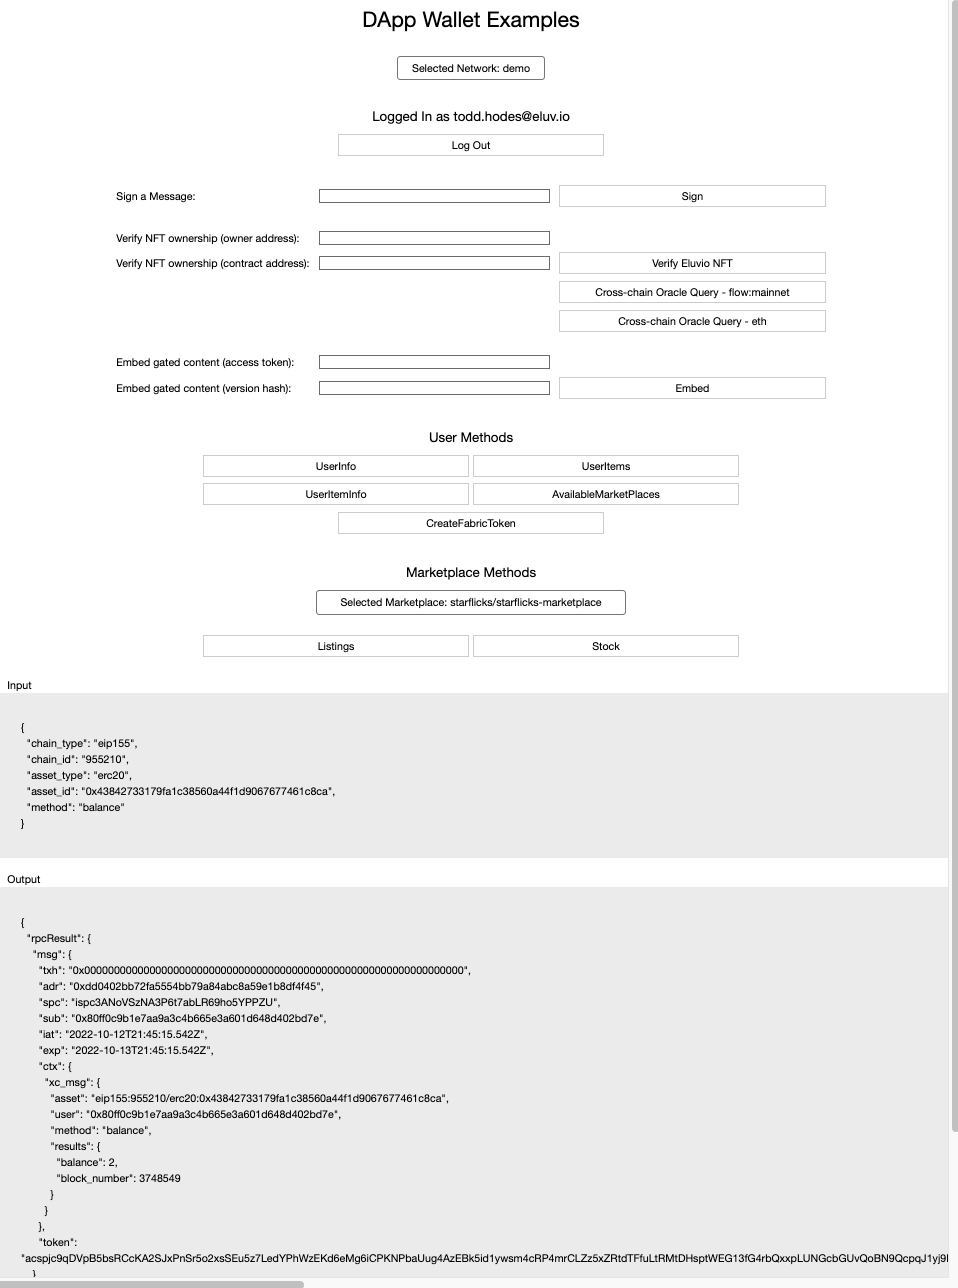 DApp Wallet Examples
Selected Network: demo
Logged In as todd.hodes@eluv.io
Log Out
Sign a Message:
Sign
Verify NFT ownership (owner address):
Verify NFT ownership (contract address):
Verify Eluvio NFT
Cross-chain Oracle Query - flow:mainnet
Cross-chain Oracle Query - eth
Embed gated content (access token):
Embed gated content (version hash):
Embed
User Methods
UserInfo
UserItems
UserItemInfo
AvailableMarketPlaces
CreateFabricToken
Marketplace Methods
Selected Marketplace: starflicks/starflicks-marketplace
Listings
Stock
Input
{
"chain_type": "eip155",
"chain_id": "955210",
"asset_type": "erc20",
"asset_id": "0x43842733179fa1c38560a44f1d9067677461c8ca",
"method": "balance"
}
Output
{
"rpcResult": {
"msg": {
"txh": "0x0000000000000000000000000000000000000000000000000000000000000000",
"adr": "0xdd0402bb72fa5554bb79a84abc8a59e1b8df4f45",
"spc": "ispc3ANoVSzNA3P6t7abLR69ho5YPPZU",
"sub": "0x80ff0c9b1e7aa9a3c4b665e3a601d648d402bd7e",
"iat": "2022-10-12T21:45:15.542Z",
"exp": "2022-10-13T21:45:15.542Z",
"ctx": {
"xc_msg": {
"asset": "eip155:955210/erc20:0x43842733179fa1c38560a44f1d9067677461c8ca",
"user": "0x80ff0c9b1e7aa9a3c4b665e3a601d648d402bd7e",
"method": "balance",
"results": {
"balance": 2,
"block_number": 3748549
}
}
},
"token":
"acspjc9qDVpB5bsRCcKA2SJxPnSr5o2xsSEu5z7LedYPhWzEKd6eMg6iCPKNPbaUug4AzEBk5id1ywsm4cRP4mrCLZz5xZRtdTFfuLtRMtDHsptWEG13fG4rbQxxpLUNGcbGUvQoBN9QcpqJ1yj9
}